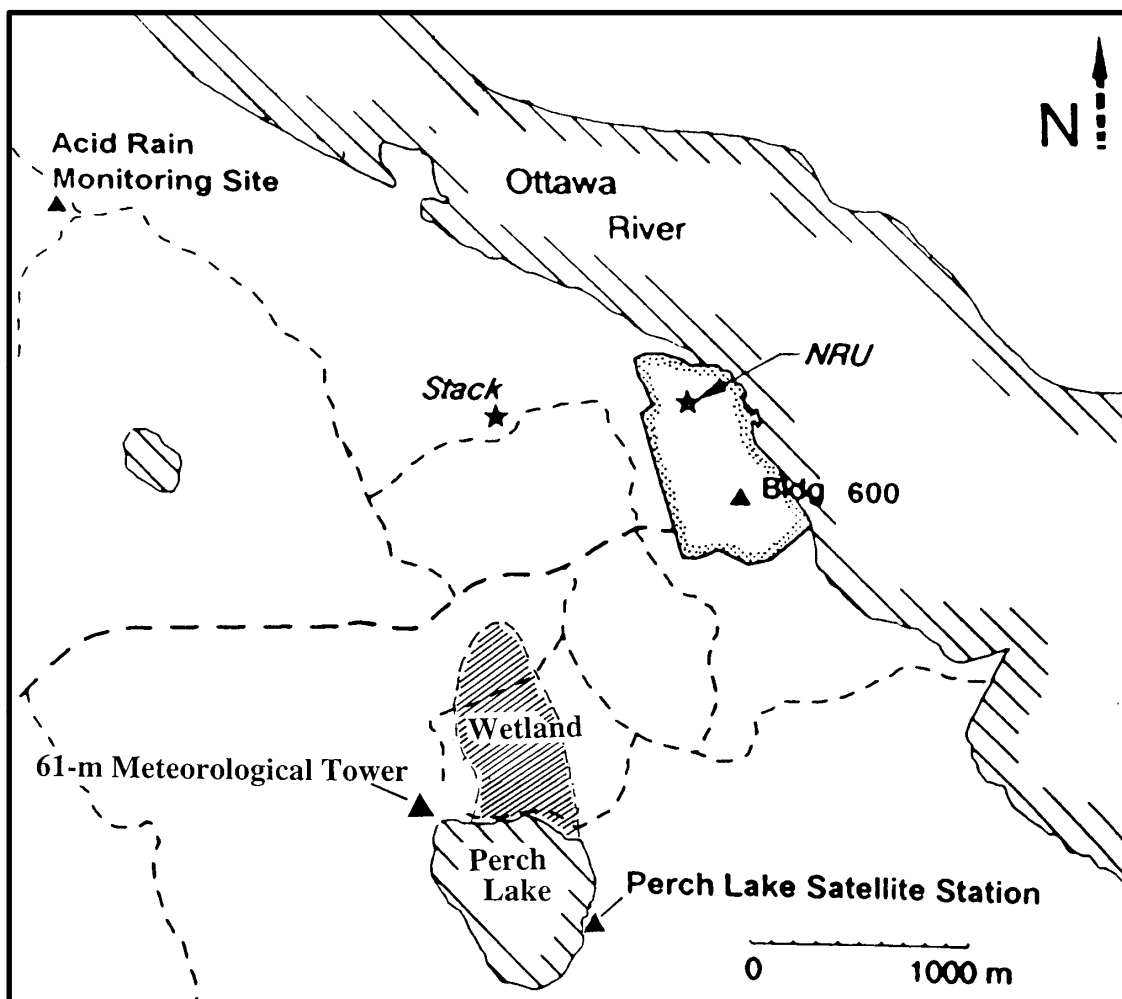 N
Acid Rain
Monitoring Site
Ottawa
River
NRU
Stack
Bldg 600
Wetland
61-m Meteorological Tower
Perch
Lake
Perch Lake Satellite Station
0 1000 m